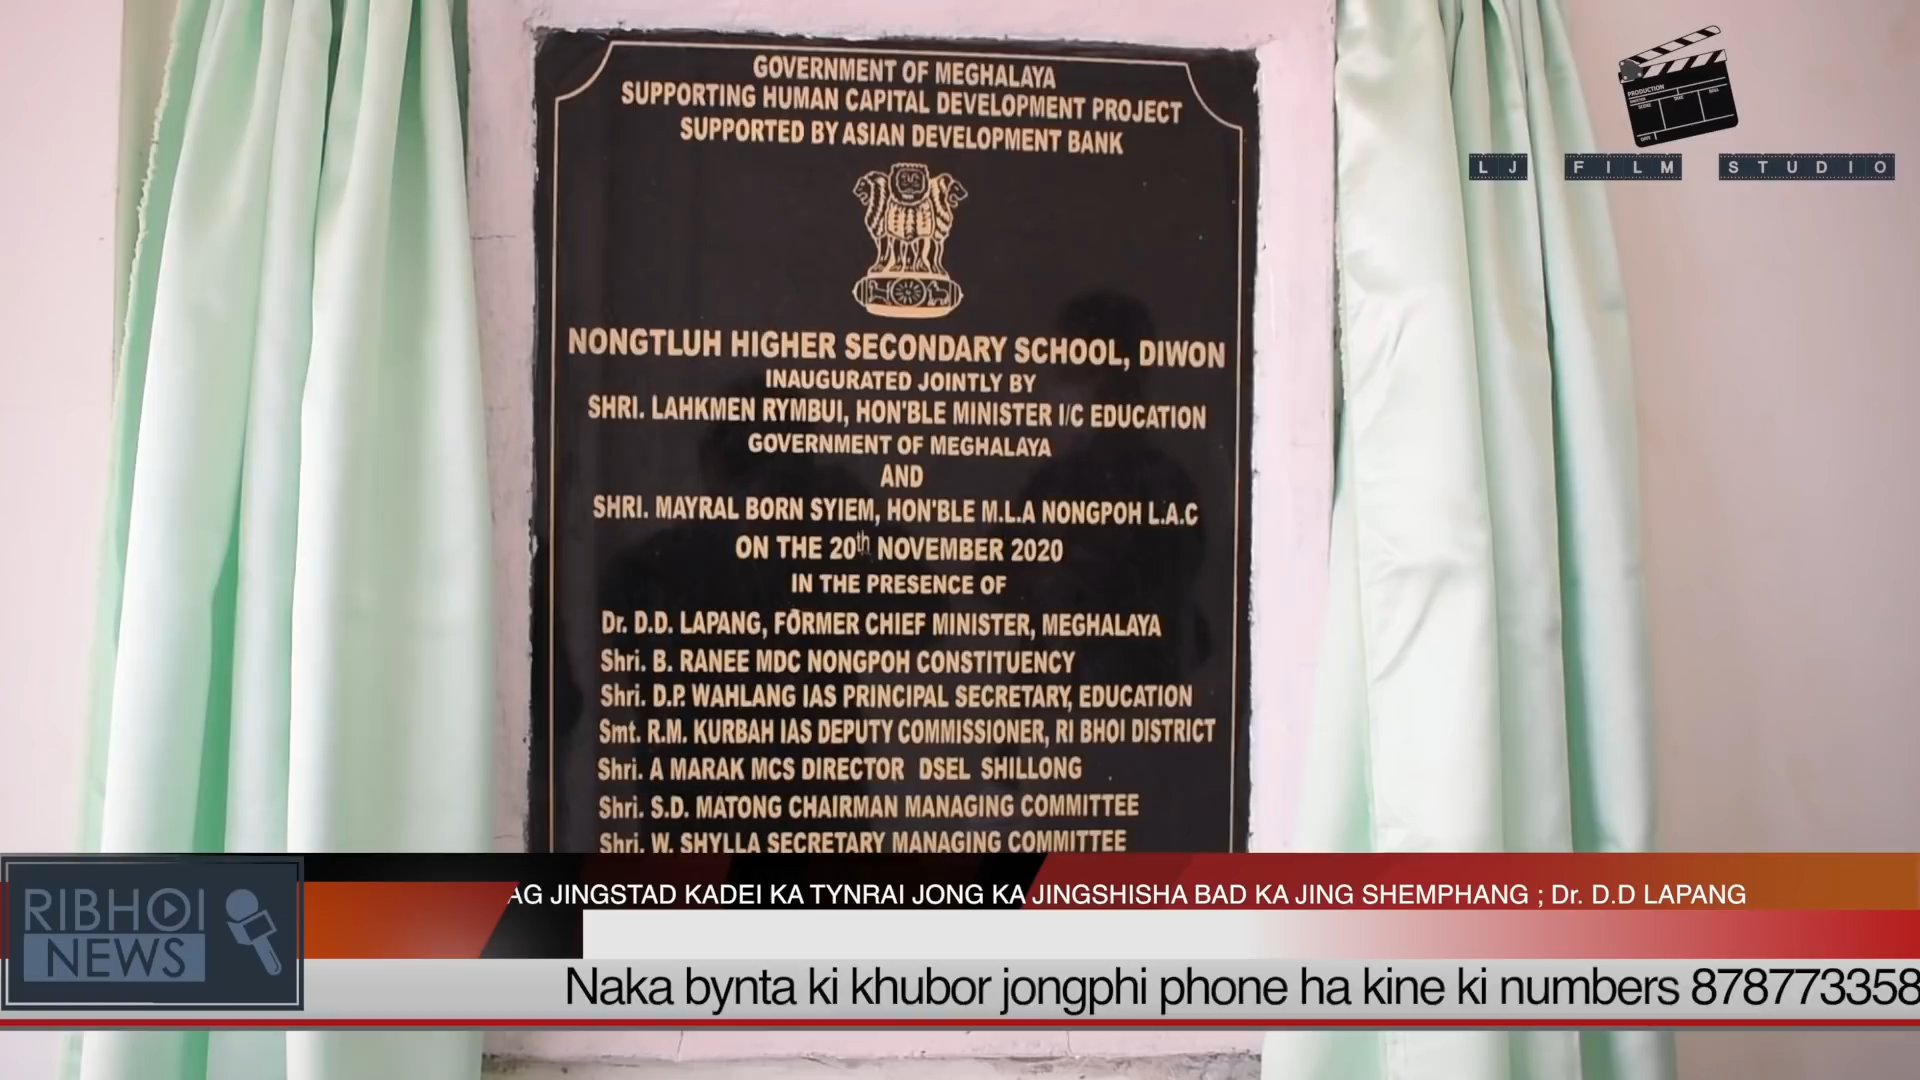 GOVERNMENT OF MEGHALAYA
SUPPORTING HUMAN CAPITAL DEVELOPMENT PROJECT
SUPPORTED BY ASIAN DEVELOPMENT BANK
PRODUCTION
LJ FILM STUDIO
NONGTLUH HIGHER SECONDARY SCHOOL, DIWON
INAUGURATED JOINTLY BY
SHRI. LAHKMEN RYMBUI, HON'BLE MINISTER I/C EDUCATION
GOVERNMENT OF MEGHALAYA
AND
SHRI. MAYRAL BORN SYIEM, HON'BLE M.L.A NONGPOH L.A.C
ON THE 20th NOVEMBER 2020
IN THE PRESENCE OF
Dr. D.D. LAPANG, FORMER CHIEF MINISTER, MEGHALAYA
Shri. B. RANEE MDC NONGPOH CONSTITUENCY
Shri. D.P. WAHLANG IAS PRINCIPAL SECRETARY, EDUCATION
Smt. R.M. KURBAH IAS DEPUTY COMMISSIONER, RI BHOI DISTRICT
Shri. A MARAK MCS DIRECTOR DSEL SHILLONG
Shri. S.D. MATONG CHAIRMAN MANAGING COMMITTEE
Shri. W. SHYLLA SECRETARY MANAGING COMMITTEE
AG JINGSTAD KADEI KA TYNRAI JONG KA JINGSHISHA BAD KA JING SHEMPHANG ; Dr. D.D LAPANG
RIBHOI
NEWS
Naka bynta ki khubor jongphi phone ha kine ki numbers 878773358